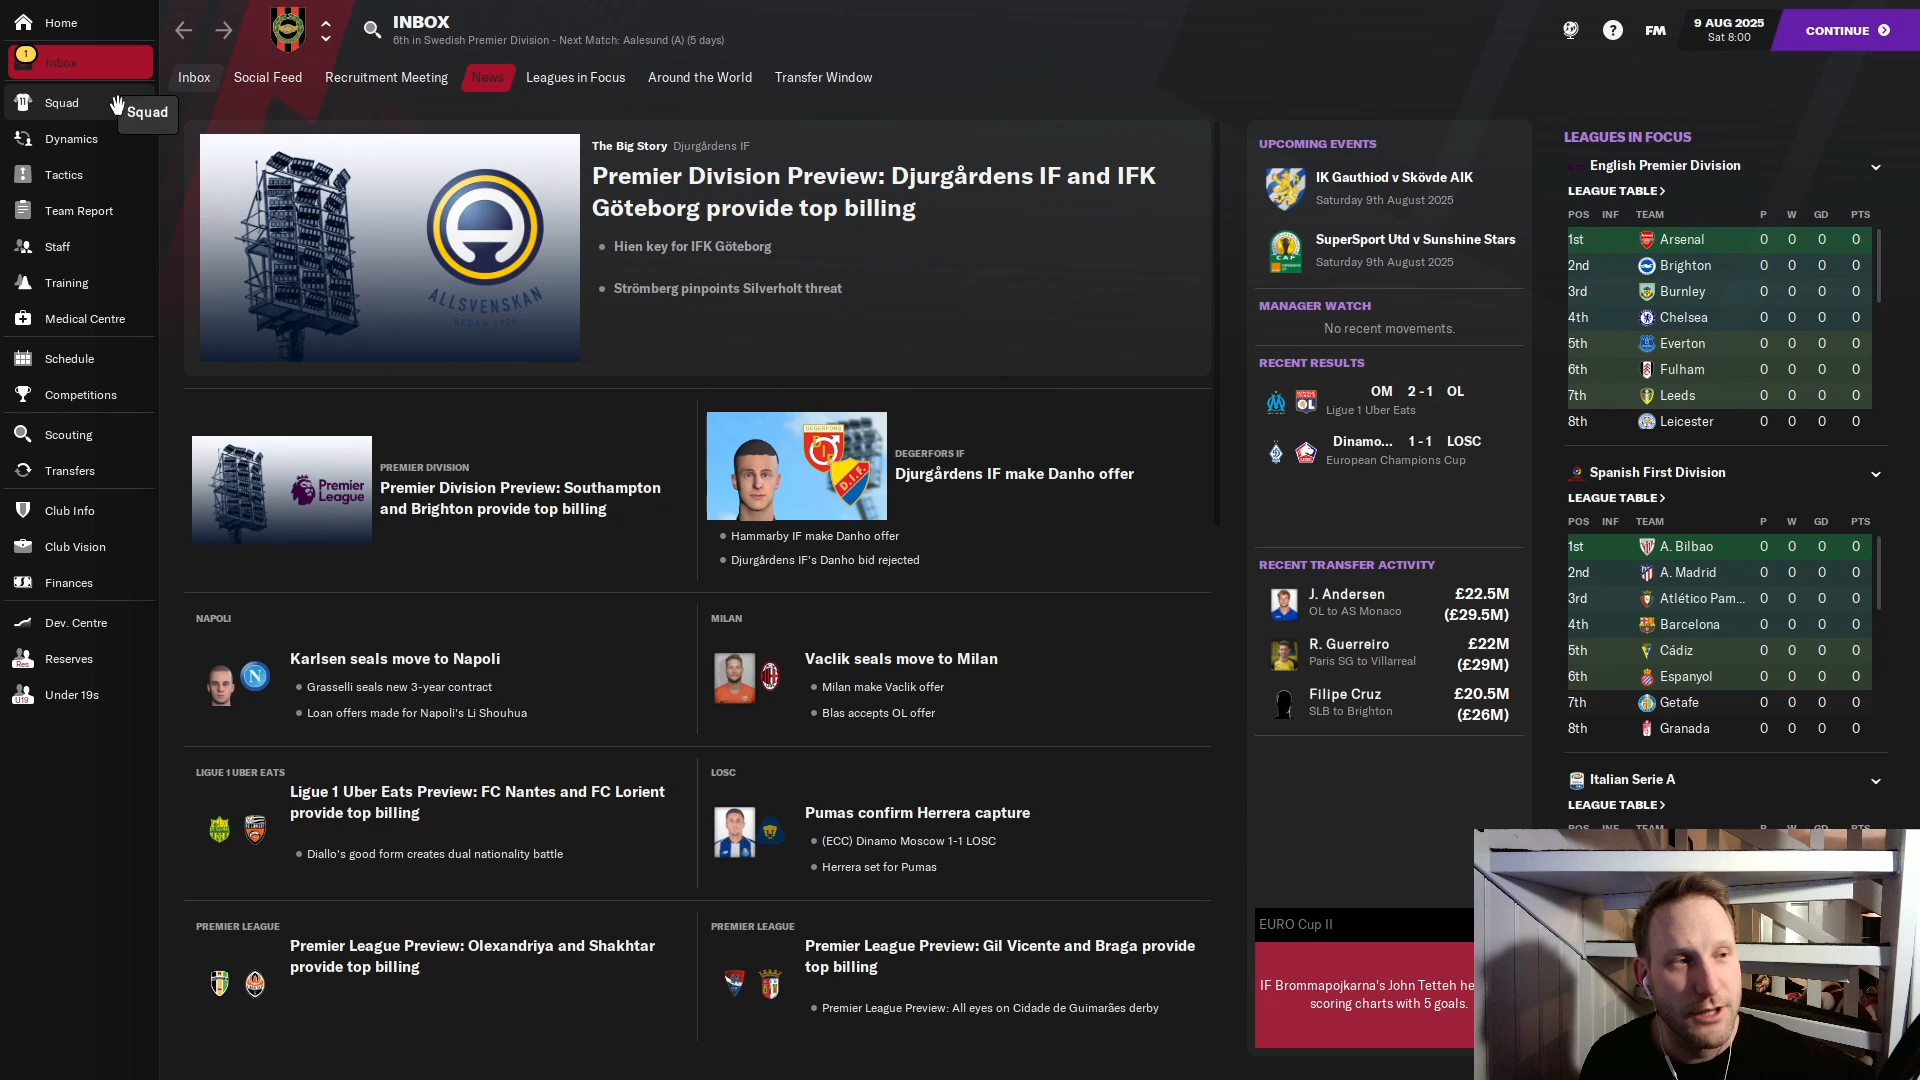 Home
1
Inbox
Squad
Squad
Dynamics
Tactics
Team Report
Staff
Training
Medical Centre
Schedule
Competitions
Scouting
Transfers
Club Info
Club Vision
Finances
Dev. Centre
Res
Reserves
U19
Under 19s
INBOX
6th in Swedish Premier Division - Next Match: Aalesund (A) (5 days)
? FM
9 AUG 2025
Sat 8:00
CONTINUE
Inbox Social Feed Recruitment Meeting News Leagues in Focus Around the World Transfer Window
ALLSVENSKAN
SEDAN 1924
The Big Story Djurgårdens IF
Premier Division Preview: Djurgårdens IF and IFK
Göteborg provide top billing
Hien key for IFK Göteborg
Strömberg pinpoints Silverholt threat
Premier
League
PREMIER DIVISION
Premier Division Preview: Southampton
and Brighton provide top billing
DEGERFORS
DEGERFORS IF
Djurgårdens IF make Danho offer
Hammarby IF make Danho offer
Djurgårdens IF's Danho bid rejected
NAPOLI
Karlsen seals move to Napoli
Grasselli seals new 3-year contract
Loan offers made for Napoli's Li Shouhua
MILAN
Vaclik seals move to Milan
Milan make Vaclik offer
Blas accepts OL offer
LIGUE 1 UBER EATS
Ligue 1 Uber Eats Preview: FC Nantes and FC Lorient
provide top billing
Diallo's good form creates dual nationality battle
LOSC
Pumas confirm Herrera capture
(ECC) Dinamo Moscow 1-1 LOSC
Herrera set for Pumas
PREMIER LEAGUE
Premier League Preview: Olexandriya and Shakhtar
provide top billing
PREMIER LEAGUE
Premier League Preview: Gil Vicente and Braga provide
top billing
Premier League Preview: All eyes on Cidade de Guimarães derby
UPCOMING EVENTS
IK Gauthiod v Skövde AIK
Saturday 9th August 2025
SuperSport Utd v Sunshine Stars
Saturday 9th August 2025
MANAGER WATCH
No recent movements.
RECENT RESULTS
OM 2 - 1 OL
Ligue 1 Uber Eats
Dinamo... 1 - 1 LOSC
European Champions Cup
RECENT TRANSFER ACTIVITY
J. Andersen £22.5M
OL to AS Monaco (£29.5M)
R. Guerreiro £22M
Paris SG to Villarreal (£29M)
Filipe Cruz £20.5M
SLB to Brighton (£26M)
EURO Cup II
IF Brommapojkarna's John Tetteh he
scoring charts with 5 goals.
LEAGUES IN FOCUS
English Premier Division
LEAGUE TABLE >
POS INF TEAM P W GD PTS
1st Arsenal 0 0 0 0
2nd Brighton 0 0 0 0
3rd Burnley 0 0 0 0
4th Chelsea 0 0 0 0
5th Everton 0 0 0 0
6th Fulham 0 0 0 0
7th Leeds 0 0 0 0
8th Leicester 0 0 0 0
Spanish First Division
LEAGUE TABLE >
POS INF TEAM P W GD PTS
1st A. Bilbao 0 0 0 0
2nd A. Madrid 0 0 0 0
3rd Atlético Pam... 0 0 0 0
4th Barcelona 0 0 0 0
5th Cádiz 0 0 0 0
6th Espanyol 0 0 0 0
7th Getafe 0 0 0 0
8th Granada 0 0 0 0
Italian Serie A
LEAGUE TABLE >
POS INF TEAM P W GD PTS